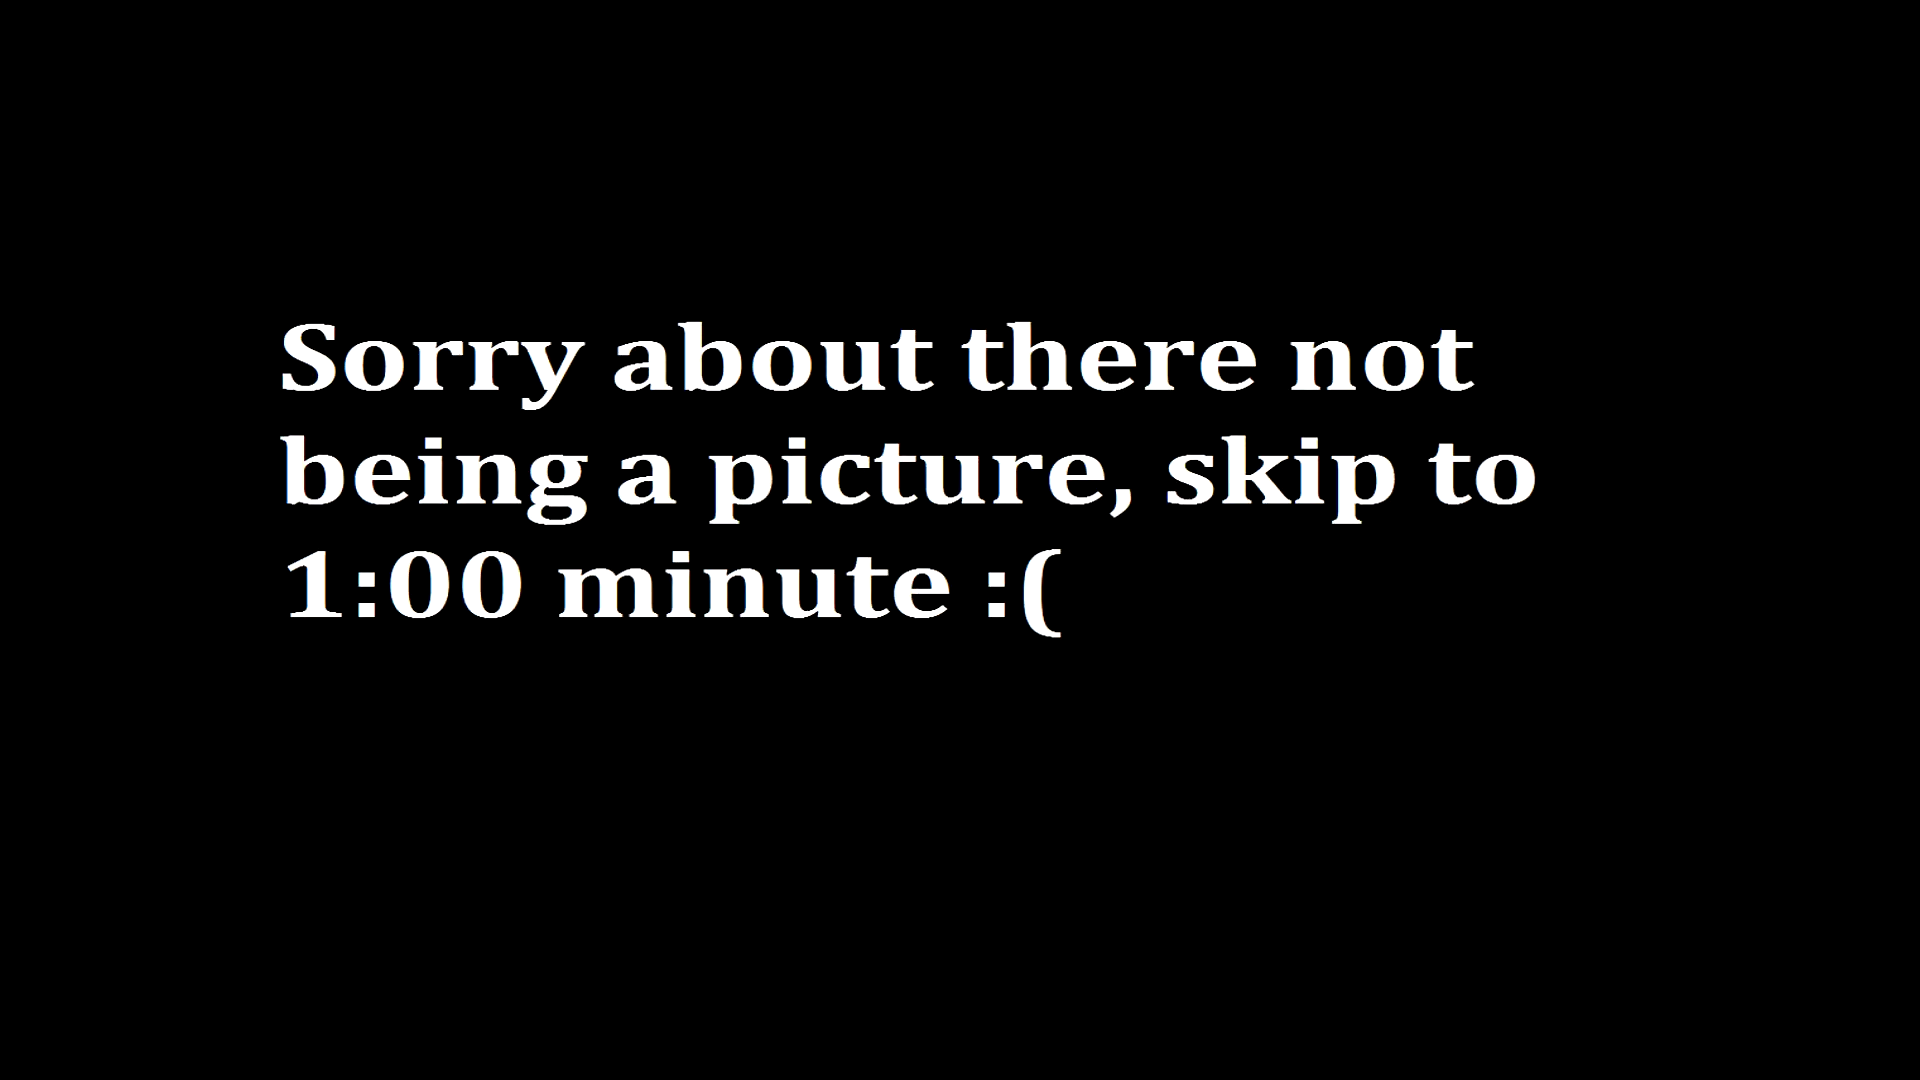 Sorry about there not
being a picture, skip to
1:00 minute :(